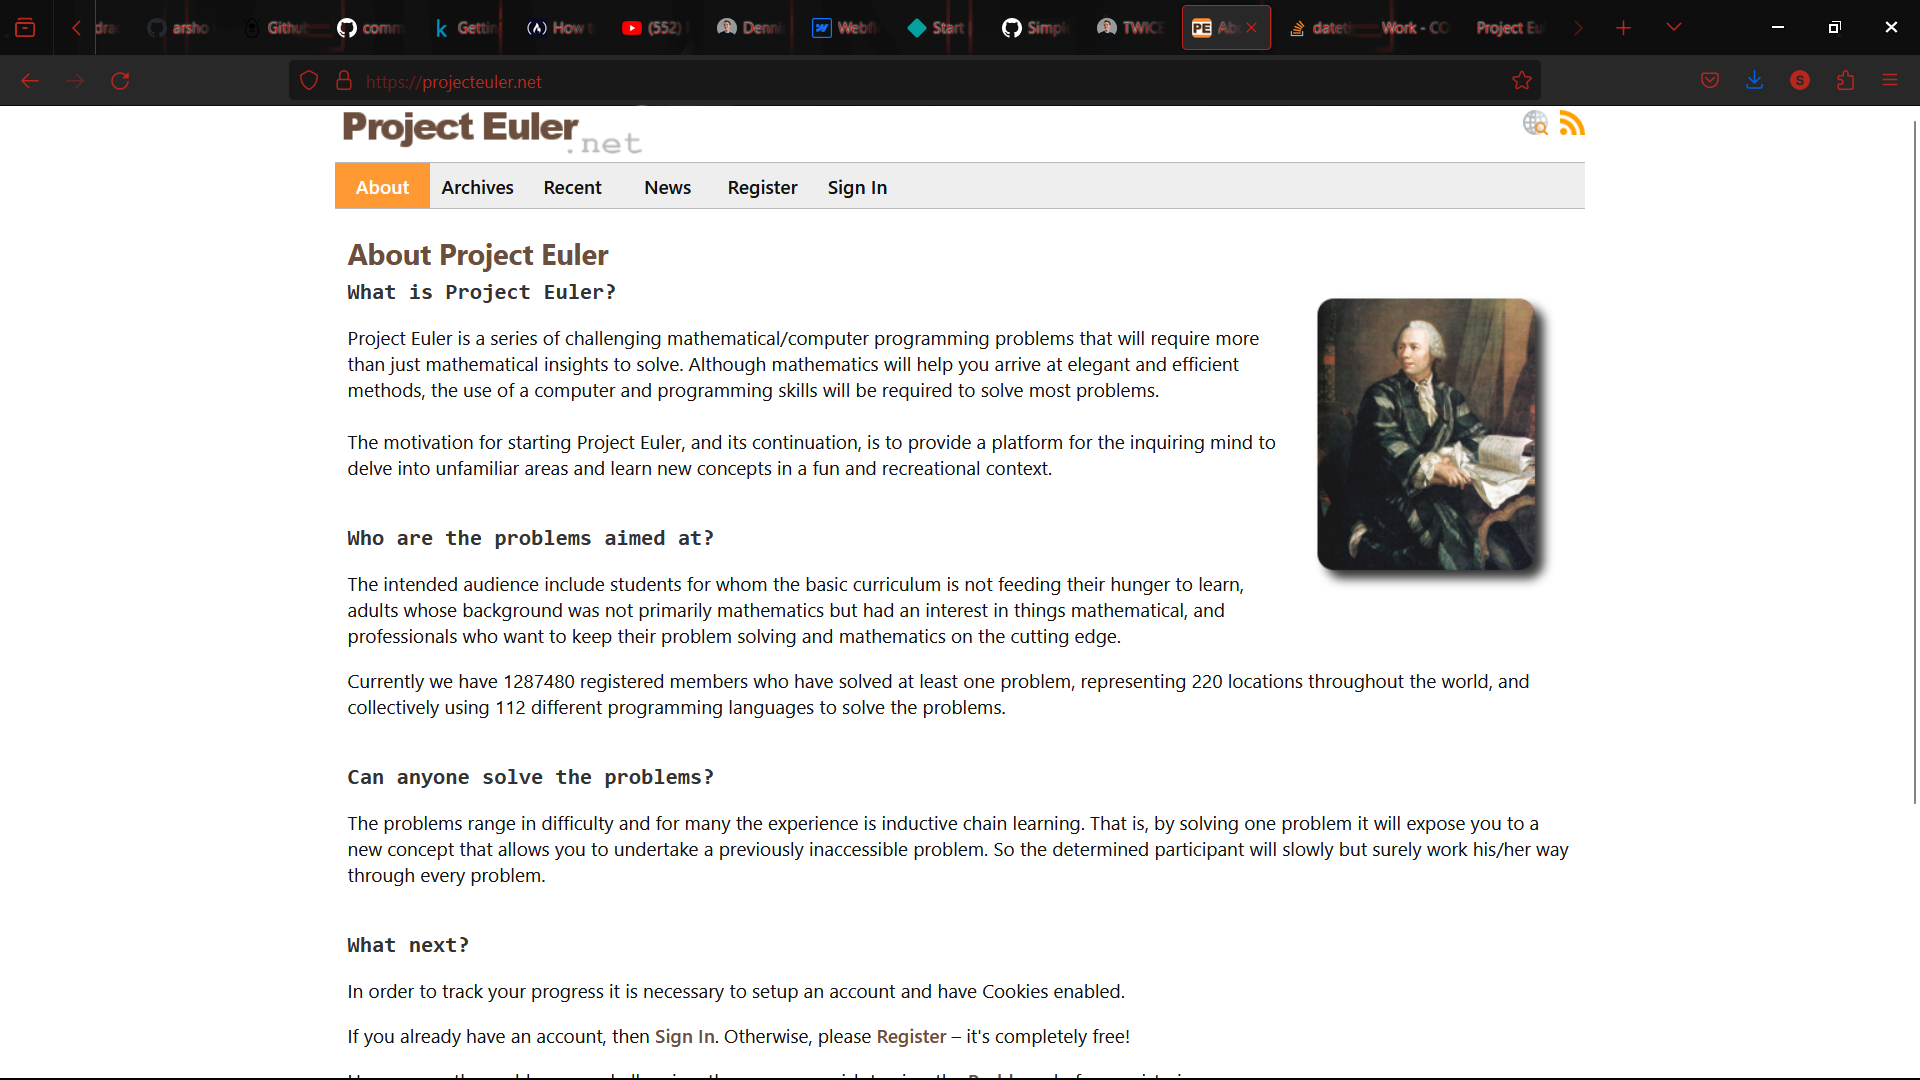 arsho
Github
comm
Gettin
How t
(552)
Denni
Webfl
Start
Simpl
TWICE
PE Abo
datet
Work - CO
Project Eul
https://projecteuler.net
S
Project Euler
.net
About Archives Recent News Register Sign In
About Project Euler
What is Project Euler?
Project Euler is a series of challenging mathematical/computer programming problems that will require more
than just mathematical insights to solve. Although mathematics will help you arrive at elegant and efficient
methods, the use of a computer and programming skills will be required to solve most problems.
The motivation for starting Project Euler, and its continuation, is to provide a platform for the inquiring mind to
delve into unfamiliar areas and learn new concepts in a fun and recreational context.
Who are the problems aimed at?
The intended audience include students for whom the basic curriculum is not feeding their hunger to learn,
adults whose background was not primarily mathematics but had an interest in things mathematical, and
professionals who want to keep their problem solving and mathematics on the cutting edge.
Currently we have 1287480 registered members who have solved at least one problem, representing 220 locations throughout the world, and
collectively using 112 different programming languages to solve the problems.
Can anyone solve the problems?
The problems range in difficulty and for many the experience is inductive chain learning. That is, by solving one problem it will expose you to a
new concept that allows you to undertake a previously inaccessible problem. So the determined participant will slowly but surely work his/her way
through every problem.
What next?
In order to track your progress it is necessary to setup an account and have Cookies enabled.
If you already have an account, then Sign In. Otherwise, please Register – it's completely free!